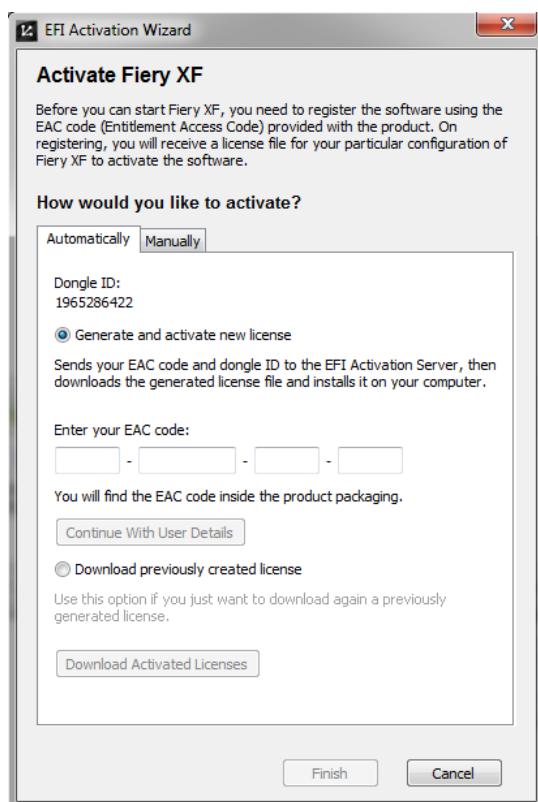 EFI Activation Wizard
Activate Fiery XF
Before you can start Fiery XF, you need to register the software using the
EAC code (Entitlement Access Code) provided with the product. On
registering, you will receive a license file for your particular configuration of
Fiery XF to activate the software.
How would you like to activate?
Automatically Manually
Dongle ID:
1965286422
Generate and activate new license
Sends your EAC code and dongle ID to the EFI Activation Server, then
downloads the generated license file and installs it on your computer.
Enter your EAC code:
- - -
You will find the EAC code inside the product packaging.
Continue With User Details
Download previously created license
Use this option if you just want to download again a previously
generated license.
Download Activated Licenses
Finish Cancel